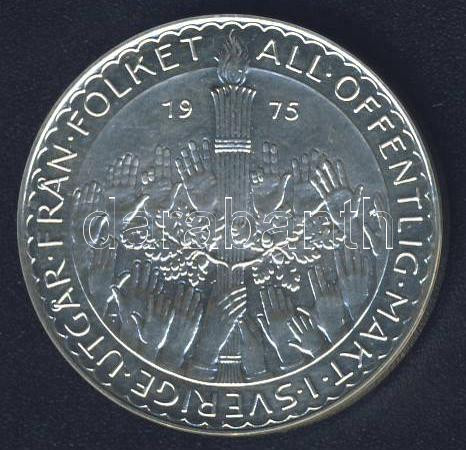 ALL·OFFENTLIG·MAKT·I·SVERIGE·UTGÅR·FRÅN·FOLKET
19 75
darabanth